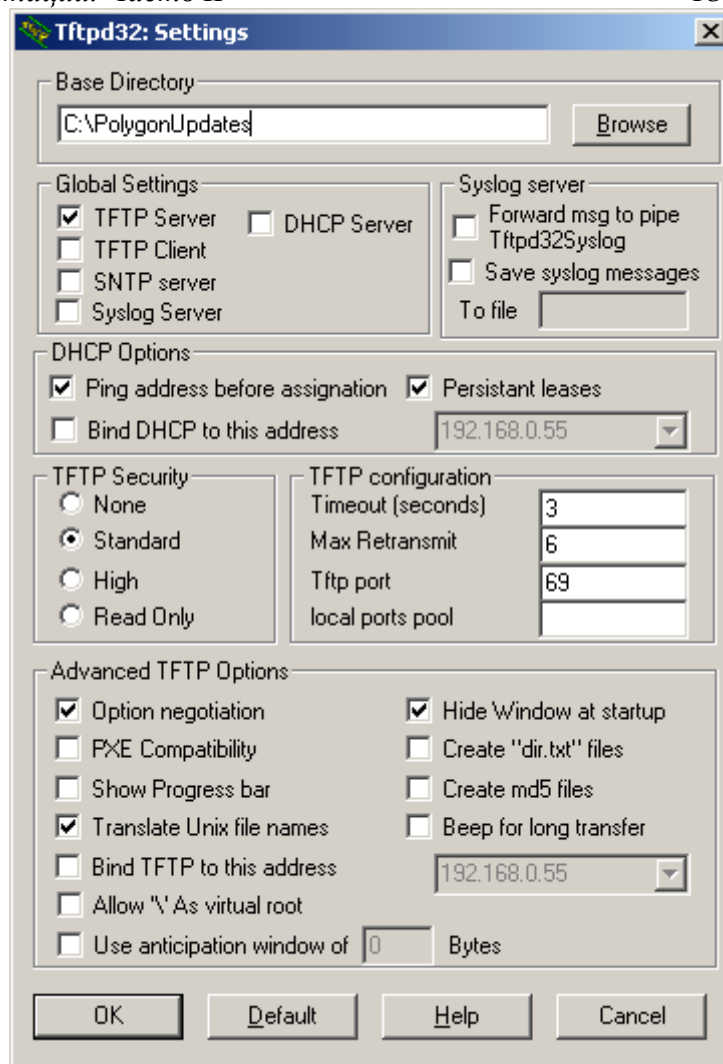 Tftpd32: Settings
Base Directory
C:\PolygonUpdates
Browse
Global Settings
TFTP Server
DHCP Server
TFTP Client
SNTP server
Syslog Server
Syslog server
Forward msg to pipe
Tftpd32Syslog
Save syslog messages
To file
DHCP Options
Ping address before assignation
Persistant leases
Bind DHCP to this address
192.168.0.55
TFTP Security
None
Standard
High
Read Only
TFTP configuration
Timeout (seconds)
3
Max Retransmit
6
Tftp port
69
local ports pool
Advanced TFTP Options
Option negotiation
Hide Window at startup
PXE Compatibility
Create "dir.txt" files
Show Progress bar
Create md5 files
Translate Unix file names
Beep for long transfer
Bind TFTP to this address
192.168.0.55
Allow '\' As virtual root
Use anticipation window of 0 Bytes
OK
Default
Help
Cancel